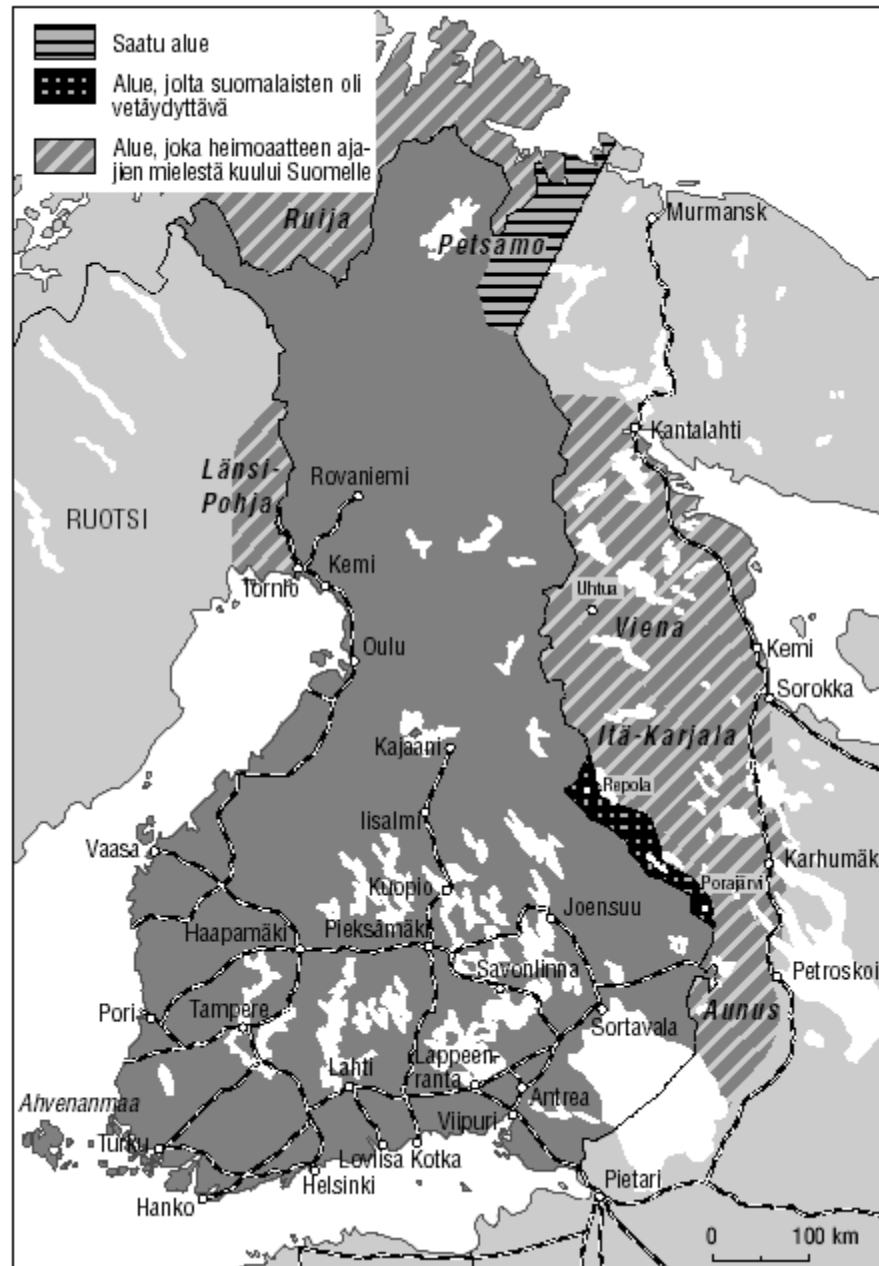 Saatu alue
Alue, jolta suomalaisten oli
vetäydyttävä
Alue, joka heimoaatteen aja-
jien mielestä kuului Suomelle
Ruija
Petsamo
Murmansk
Kantalahti
Länsi-
Pohja
Rovaniemi
RUOTSI
Tornio
Kemi
Uhtua
Viena
Oulu
Kemi
Sorokka
Itä-Karjala
Kajaani
Repola
Iisalmi
Vaasa
Karhumäki
Kuopio
Porajärvi
Joensuu
Haapamäki
Pieksämäki
Savonlinna
Petroskoi
Aunus
Pori
Tampere
Sortavala
Lappeen-
ranta
Lahti
Antrea
Ahvenanmaa
Viipuri
Turku
Loviisa
Kotka
Helsinki
Pietari
Hanko
0 100 km